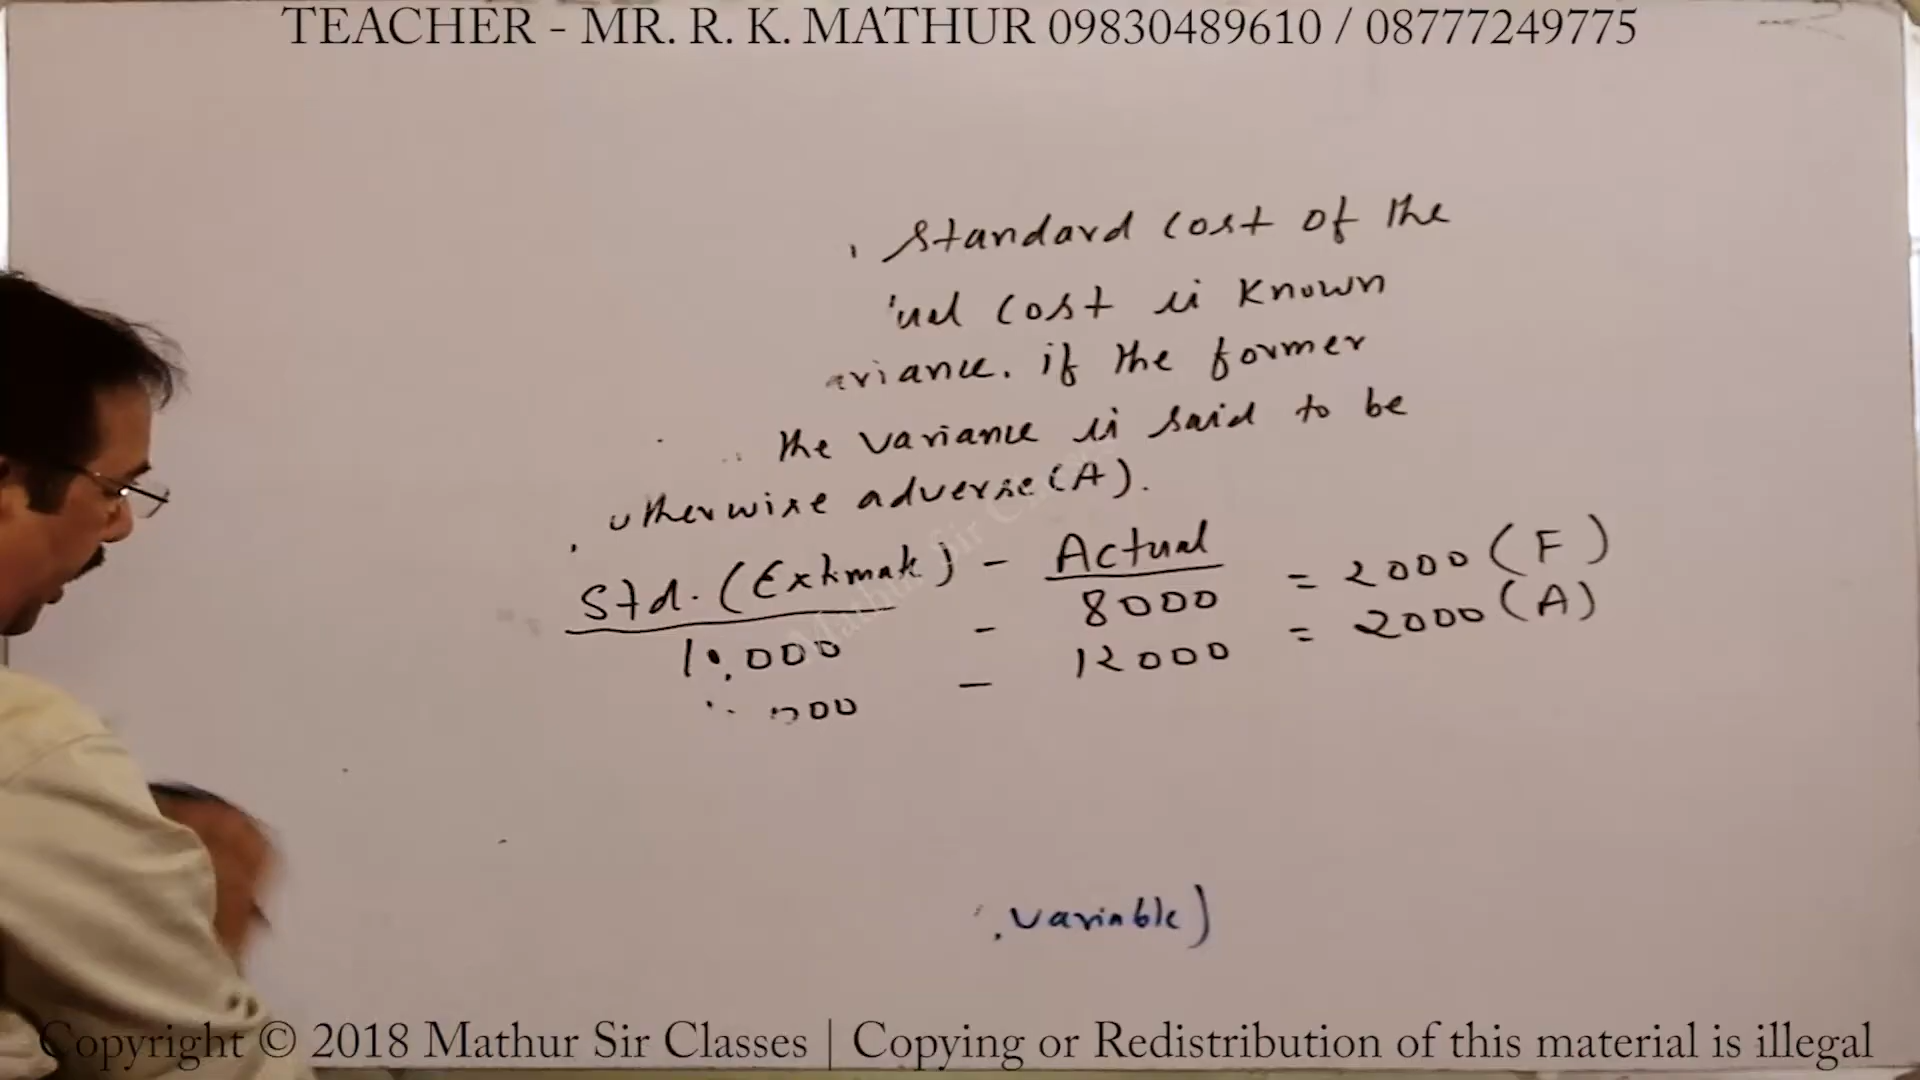 TEACHER - MR. R. K. MATHUR 09830489610 / 08777249775
Standard cost of the
cost is known
if the former
the variance is said to be
otherwise adverse (A).
Std. (Estimate) - Actual
10,000 - 8000 = 2000 (F)
- 12000 = 2000 (A)
variable)
Mathur Sir
Copyright © 2018 Mathur Sir Classes | Copying or Redistribution of this material is illegal